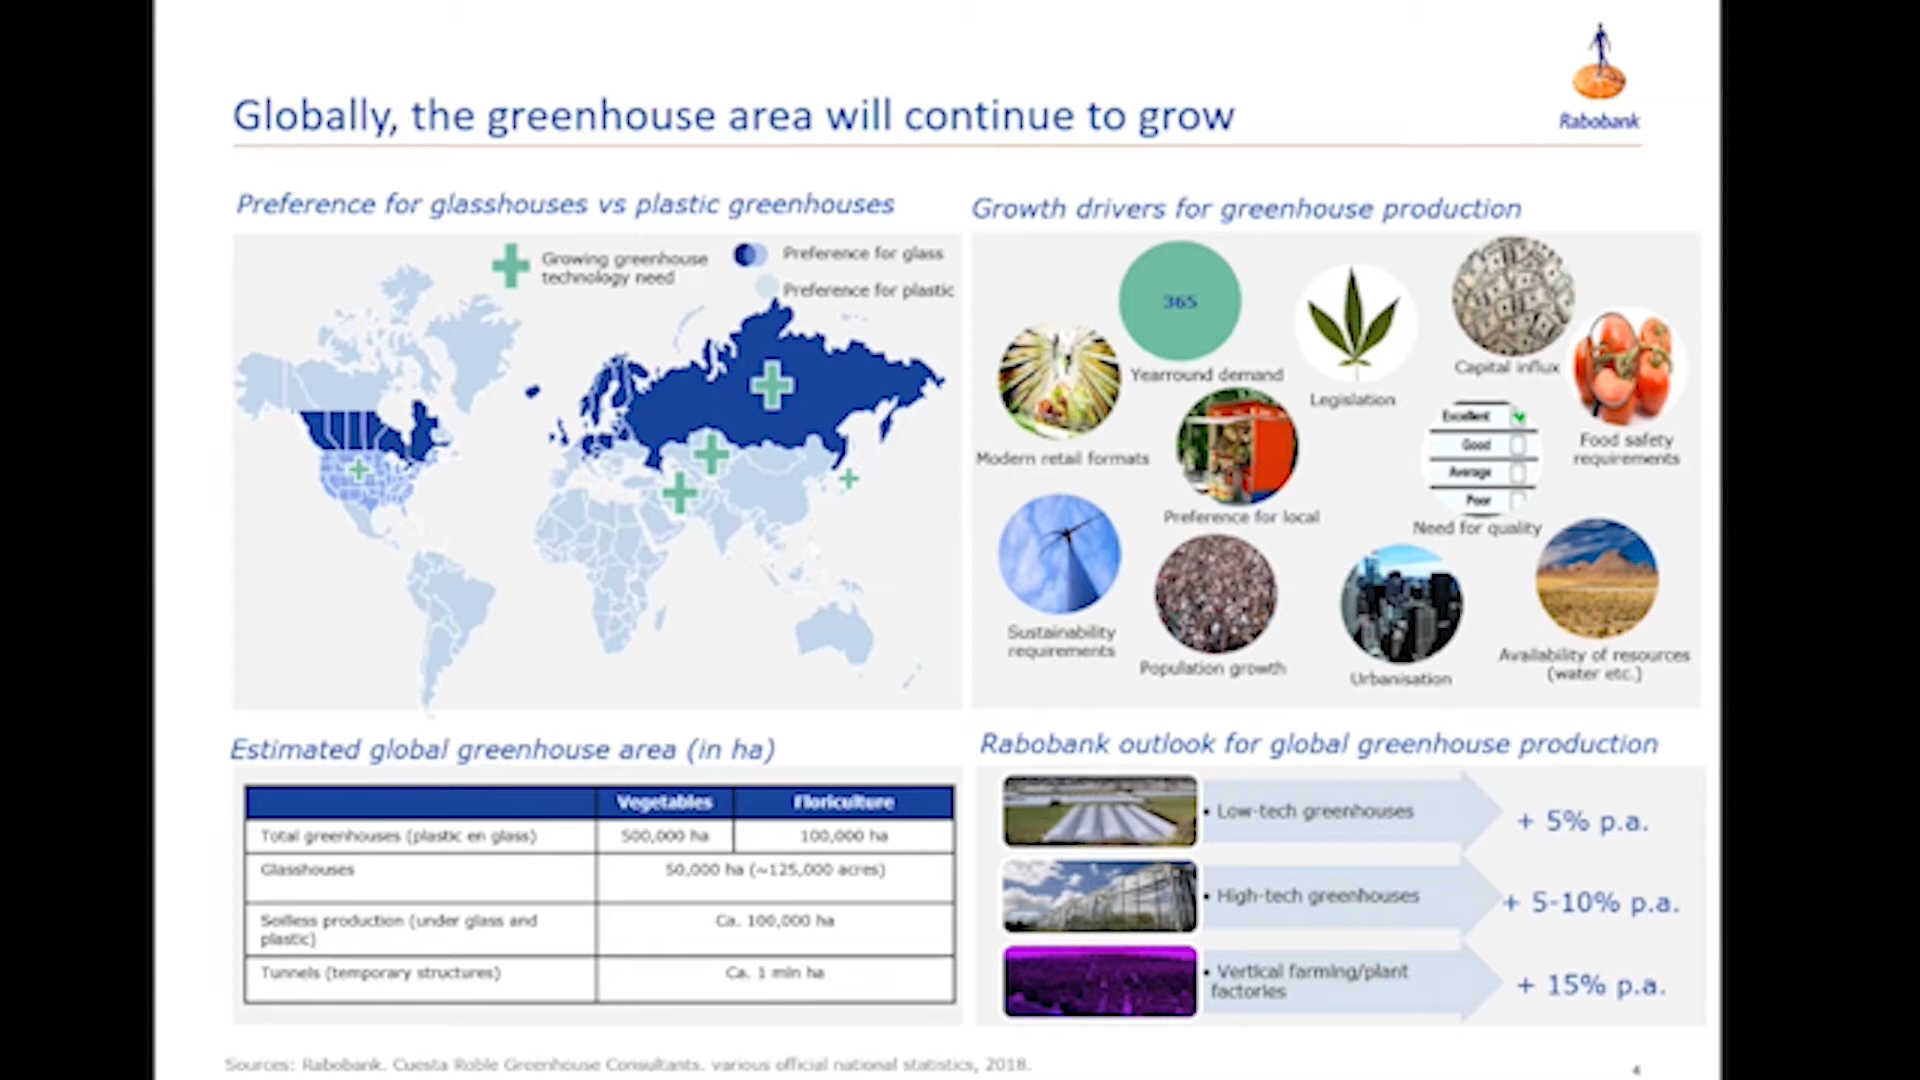 Rabobank
Globally, the greenhouse area will continue to grow
Preference for glasshouses vs plastic greenhouses
Growing greenhouse
technology need
Preference for glass
Preference for plastic
Growth drivers for greenhouse production
365
Yearround demand
Legislation
Capital influx
Modern retail formats
Preference for local
Excellent
Good
Average
Poor
Need for quality
Food safety
requirements
Sustainability
requirements
Population growth
Urbanisation
Availability of resources
(water etc.)
Estimated global greenhouse area (in ha)
Vegetables Floriculture
Total greenhouses (plastic en glass) 500,000 ha 100,000 ha
Glasshouses 50,000 ha (~125,000 acres)
Soilless production (under glass and
plastic) Ca. 100,000 ha
Tunnels (temporary structures) Ca. 1 mln ha
Rabobank outlook for global greenhouse production
• Low-tech greenhouses + 5% p.a.
• High-tech greenhouses + 5-10% p.a.
• Vertical farming/plant
factories + 15% p.a.
Sources: Rabobank, Cuesta Roble Greenhouse Consultants, various official national statistics, 2018.
4